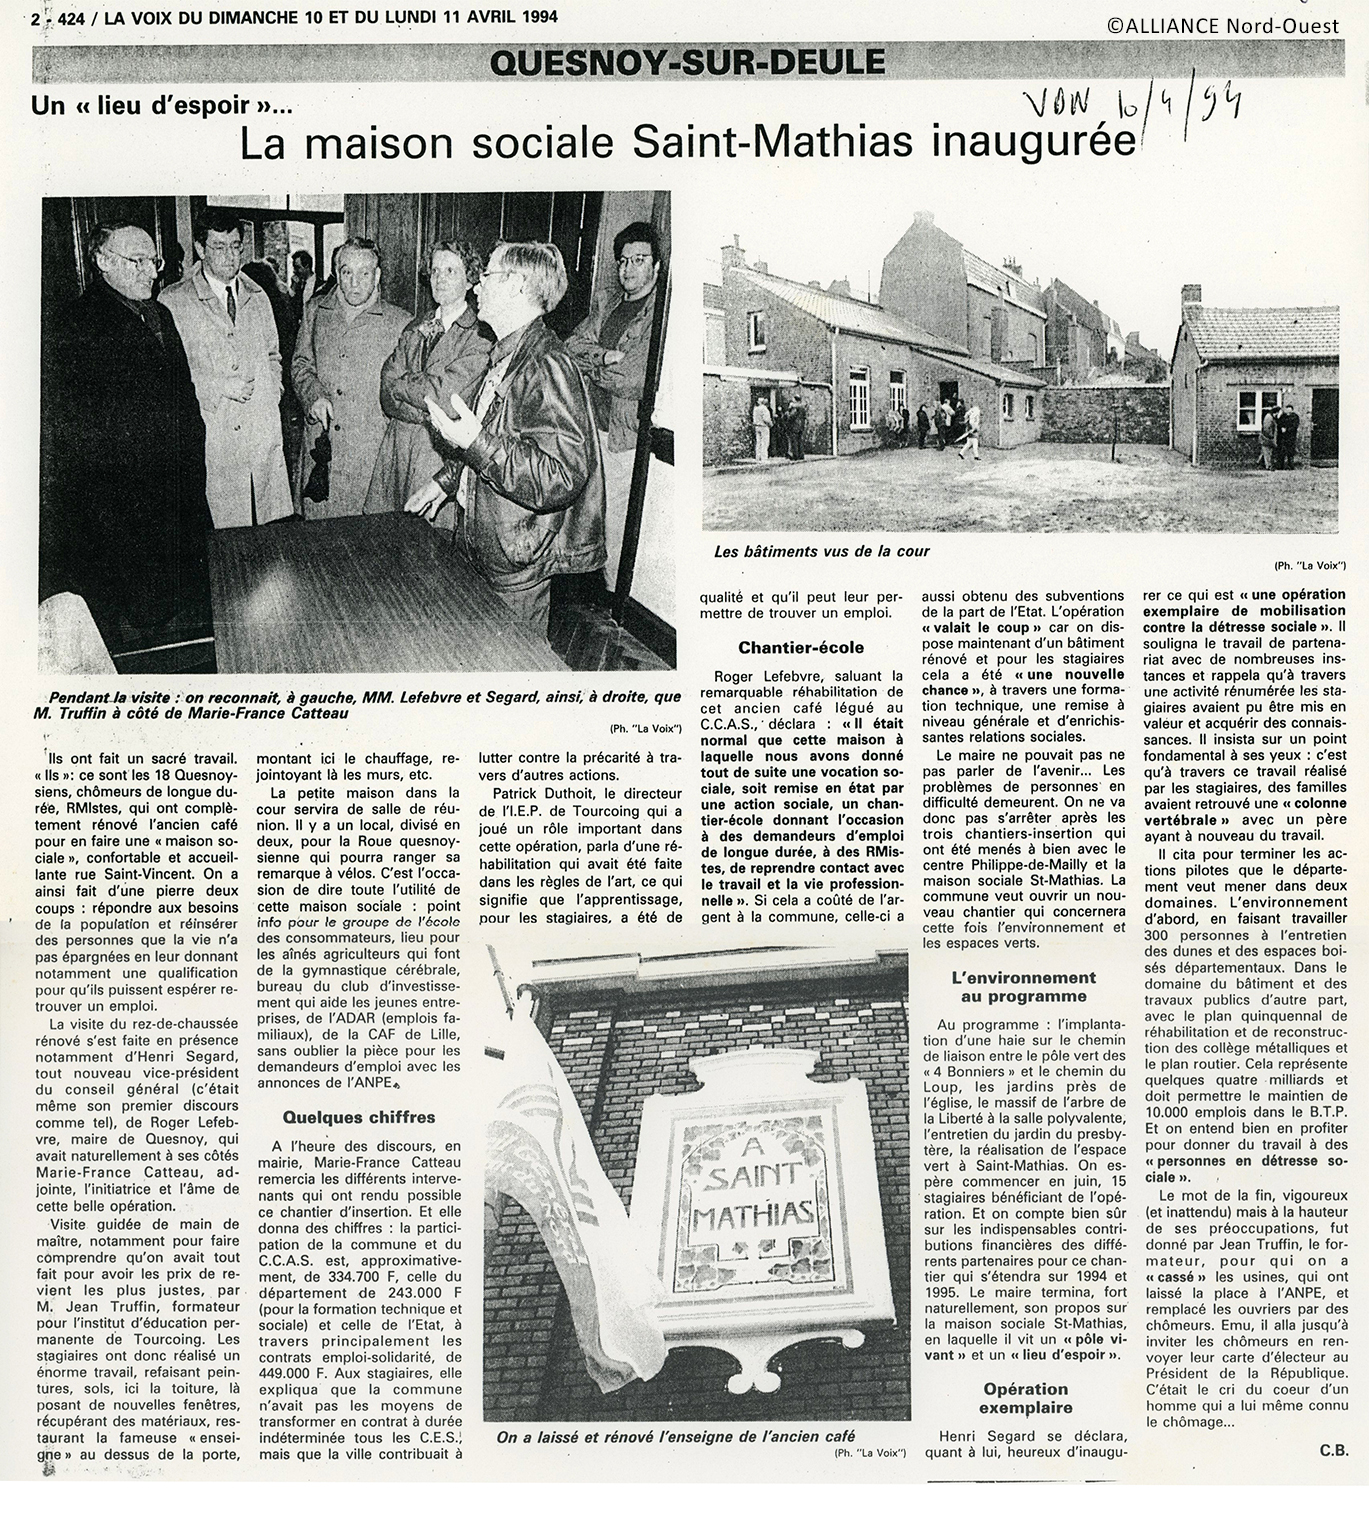 2 - 424 / LA VOIX DU DIMANCHE 10 ET DU LUNDI 11 AVRIL 1994
©ALLIANCE Nord-Ouest
QUESNOY-SUR-DEULE
Un « lieu d'espoir »...
VDN 10/4/94
La maison sociale Saint-Mathias inaugurée
Pendant la visite : on reconnait, à gauche, MM. Lefebvre et Segard, ainsi, à droite, que
M. Truffin à côté de Marie-France Catteau
(Ph. "La Voix")
Les bâtiments vus de la cour
(Ph. "La Voix")
Ils ont fait un sacré travail.
« Ils »: ce sont les 18 Quesnoy-
siens, chômeurs de longue du-
rée, RMIstes, qui ont complè-
tement rénové l'ancien café
pour en faire une « maison so-
ciale », confortable et accueil-
lante rue Saint-Vincent. On a
ainsi fait d'une pierre deux
coups : répondre aux besoins
de la population et réinsérer
des personnes que la vie n'a
pas épargnées en leur donnant
notamment une qualification
pour qu'ils puissent espérer re-
trouver un emploi.
La visite du rez-de-chaussée
rénové s'est faite en présence
notamment d'Henri Segard,
tout nouveau vice-président
du conseil général (c'était
même son premier discours
comme tel), de Roger Lefeb-
vre, maire de Quesnoy, qui
avait naturellement à ses côtés
Marie-France Catteau, ad-
jointe, l'initiatrice et l'âme de
cette belle opération.
Visite guidée de main de
maître, notamment pour faire
comprendre qu'on avait tout
fait pour avoir les prix de re-
vient les plus justes, par
M. Jean Truffin, formateur
pour l'institut d'éducation per-
manente de Tourcoing. Les
stagiaires ont donc réalisé un
énorme travail, refaisant pein-
tures, sols, ici la toiture, là
posant de nouvelles fenêtres,
récupérant des matériaux, res-
taurant la fameuse « ensei-
gne » au dessus de la porte,
montant ici le chauffage, re-
jointoyant là les murs, etc.
La petite maison dans la
cour servira de salle de réu-
nion. Il y a un local, divisé en
deux, pour la Roue quesnoy-
sienne qui pourra ranger sa
remarque à vélos. C'est l'occa-
sion de dire toute l'utilité de
cette maison sociale : point
info pour le groupe de l'école
des consommateurs, lieu pour
les aînés agriculteurs qui font
de la gymnastique cérébrale,
bureau du club d'investisse-
ment qui aide les jeunes entre-
prises, de l'ADAR (emplois fa-
miliaux), de la CAF de Lille,
sans oublier la pièce pour les
demandeurs d'emploi avec les
annonces de l'ANPE.
Quelques chiffres
A l'heure des discours, en
mairie, Marie-France Catteau
remercia les différents interve-
nants qui ont rendu possible
ce chantier d'insertion. Et elle
donna des chiffres : la partici-
pation de la commune et du
C.C.A.S. est, approximative-
ment, de 334.700 F, celle du
département de 243.000 F
(pour la formation technique et
sociale) et celle de l'Etat, à
travers principalement les
contrats emploi-solidarité, de
449.000 F. Aux stagiaires, elle
expliqua que la commune
n'avait pas les moyens de
transformer en contrat à durée
indéterminée tous les C.E.S.,
mais que la ville contribuait à
lutter contre la précarité à tra-
vers d'autres actions.
Patrick Duthoit, le directeur
de l'I.E.P. de Tourcoing qui a
joué un rôle important dans
cette opération, parla d'une ré-
habilitation qui avait été faite
dans les règles de l'art, ce qui
signifie que l'apprentissage,
pour les stagiaires, a été de
qualité et qu'il peut leur per-
mettre de trouver un emploi.
Chantier-école
Roger Lefebvre, saluant la
remarquable réhabilitation de
cet ancien café légué au
C.C.A.S., déclara : « Il était
normal que cette maison à
laquelle nous avons donné
tout de suite une vocation so-
ciale, soit remise en état par
une action sociale, un chan-
tier-école donnant l'occasion
à des demandeurs d'emploi
de longue durée, à des RMis-
tes, de reprendre contact avec
le travail et la vie profession-
nelle ». Si cela a coûté de l'ar-
gent à la commune, celle-ci a
A
SAINT
MATHIAS
On a laissé et rénové l'enseigne de l'ancien café
(Ph. "La Voix")
aussi obtenu des subventions
de la part de l'Etat. L'opération
« valait le coup » car on dis-
pose maintenant d'un bâtiment
rénové et pour les stagiaires
cela a été « une nouvelle
chance », à travers une forma-
tion technique, une remise à
niveau générale et d'enrichis-
santes relations sociales.
Le maire ne pouvait pas ne
pas parler de l'avenir... Les
problèmes de personnes en
difficulté demeurent. On ne va
donc pas s'arrêter après les
trois chantiers-insertion qui
ont été menés à bien avec le
centre Philippe-de-Mailly et la
maison sociale St-Mathias. La
commune veut ouvrir un nou-
veau chantier qui concernera
cette fois l'environnement et
les espaces verts.
L'environnement
au programme
Au programme : l'implanta-
tion d'une haie sur le chemin
de liaison entre le pôle vert des
« 4 Bonniers » et le chemin du
Loup, les jardins près de
l'église, le massif de l'arbre de
la Liberté à la salle polyvalente,
l'entretien du jardin du presby-
tère, la réalisation de l'espace
vert à Saint-Mathias. On es-
père commencer en juin, 15
stagiaires bénéficiant de l'opé-
ration. Et on compte bien sûr
sur les indispensables contri-
butions financières des diffé-
rents partenaires pour ce chan-
tier qui s'étendra sur 1994 et
1995. Le maire termina, fort
naturellement, son propos sur
la maison sociale St-Mathias,
en laquelle il vit un « pôle vi-
vant » et un « lieu d'espoir ».
Opération
exemplaire
Henri Segard se déclara,
quant à lui, heureux d'inaugu-
rer ce qui est « une opération
exemplaire de mobilisation
contre la détresse sociale ». Il
souligna le travail de partena-
riat avec de nombreuses ins-
tances et rappela qu'à travers
une activité rénumérée les sta-
giaires avaient pu être mis en
valeur et acquérir des connais-
sances. Il insista sur un point
fondamental à ses yeux : c'est
qu'à travers ce travail réalisé
par les stagiaires, des familles
avaient retrouvé une « colonne
vertébrale » avec un père
ayant à nouveau du travail.
Il cita pour terminer les ac-
tions pilotes que le départe-
ment veut mener dans deux
domaines. L'environnement
d'abord, en faisant travailler
300 personnes à l'entretien
des dunes et des espaces boi-
sés départementaux. Dans le
domaine du bâtiment et des
travaux publics d'autre part,
avec le plan quinquennal de
réhabilitation et de reconstruc-
tion des collège métalliques et
le plan routier. Cela représente
quelques quatre milliards et
doit permettre le maintien de
10.000 emplois dans le B.T.P.
Et on entend bien en profiter
pour donner du travail à des
« personnes en détresse so-
ciale ».
Le mot de la fin, vigoureux
(et inattendu) mais à la hauteur
de ses préoccupations, fut
donné par Jean Truffin, le for-
mateur, pour qui on a
« cassé » les usines, qui ont
laissé la place à l'ANPE, et
remplacé les ouvriers par des
chômeurs. Emu, il alla jusqu'à
inviter les chômeurs en ren-
voyer leur carte d'électeur au
Président de la République.
C'était le cri du coeur d'un
homme qui a lui même connu
le chômage...
C.B.